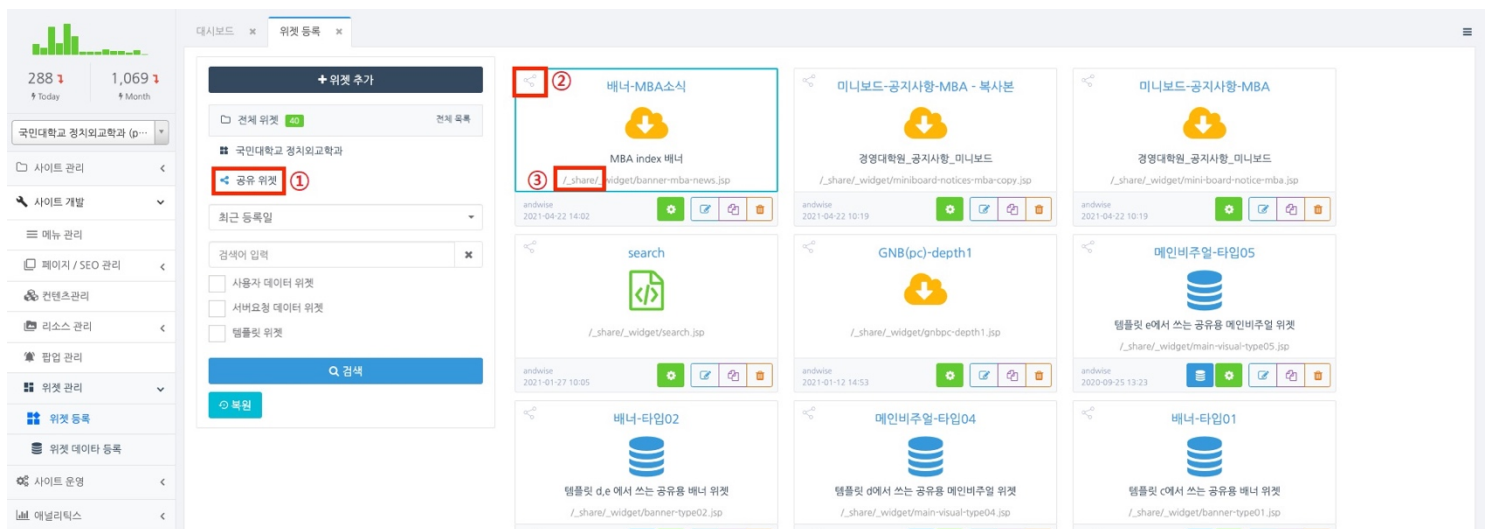 288
1,069
Today
Month
국민대학교 정치외교학과 (p...
사이트 관리
사이트 개발
메뉴 관리
페이지 / SEO 관리
컨텐츠관리
리소스 관리
팝업 관리
위젯 관리
위젯 등록
위젯 데이타 등록
사이트 운영
애널리틱스
대시보드
위젯 등록
+ 위젯 추가
전체 위젯 40 전체 목록
국민대학교 정치외교학과
공유 위젯 ①
최근 등록일
검색어 입력
사용자 데이터 위젯
서버요청 데이터 위젯
템플릿 위젯
검색
복원
②
배너-MBA소식
MBA index 배너
③ /_share/_widget/banner-mba-news.jsp
andwise
2021-04-22 14:02
미니보드-공지사항-MBA - 복사본
경영대학원_공지사항_미니보드
/_share/_widget/miniboard-notices-mba-copy.jsp
andwise
2021-04-22 10:19
미니보드-공지사항-MBA
경영대학원_공지사항_미니보드
/_share/_widget/mini-board-notice-mba.jsp
andwise
2021-04-22 10:19
search
/_share/_widget/search.jsp
andwise
2021-01-27 10:05
GNB(pc)-depth1
/_share/_widget/gnbpc-depth1.jsp
andwise
2021-01-12 14:53
메인비주얼-타입05
템플릿 e에서 쓰는 공유용 메인비주얼 위젯
/_share/_widget/main-visual-type05.jsp
andwise
2020-09-25 13:23
배너-타입02
템플릿 d,e 에서 쓰는 공유용 배너 위젯
/_share/_widget/banner-type02.jsp
메인비주얼-타입04
템플릿 d에서 쓰는 공유용 메인비주얼 위젯
/_share/_widget/main-visual-type04.jsp
배너-타입01
템플릿 c에서 쓰는 공유용 배너 위젯
/_share/_widget/banner-type01.jsp